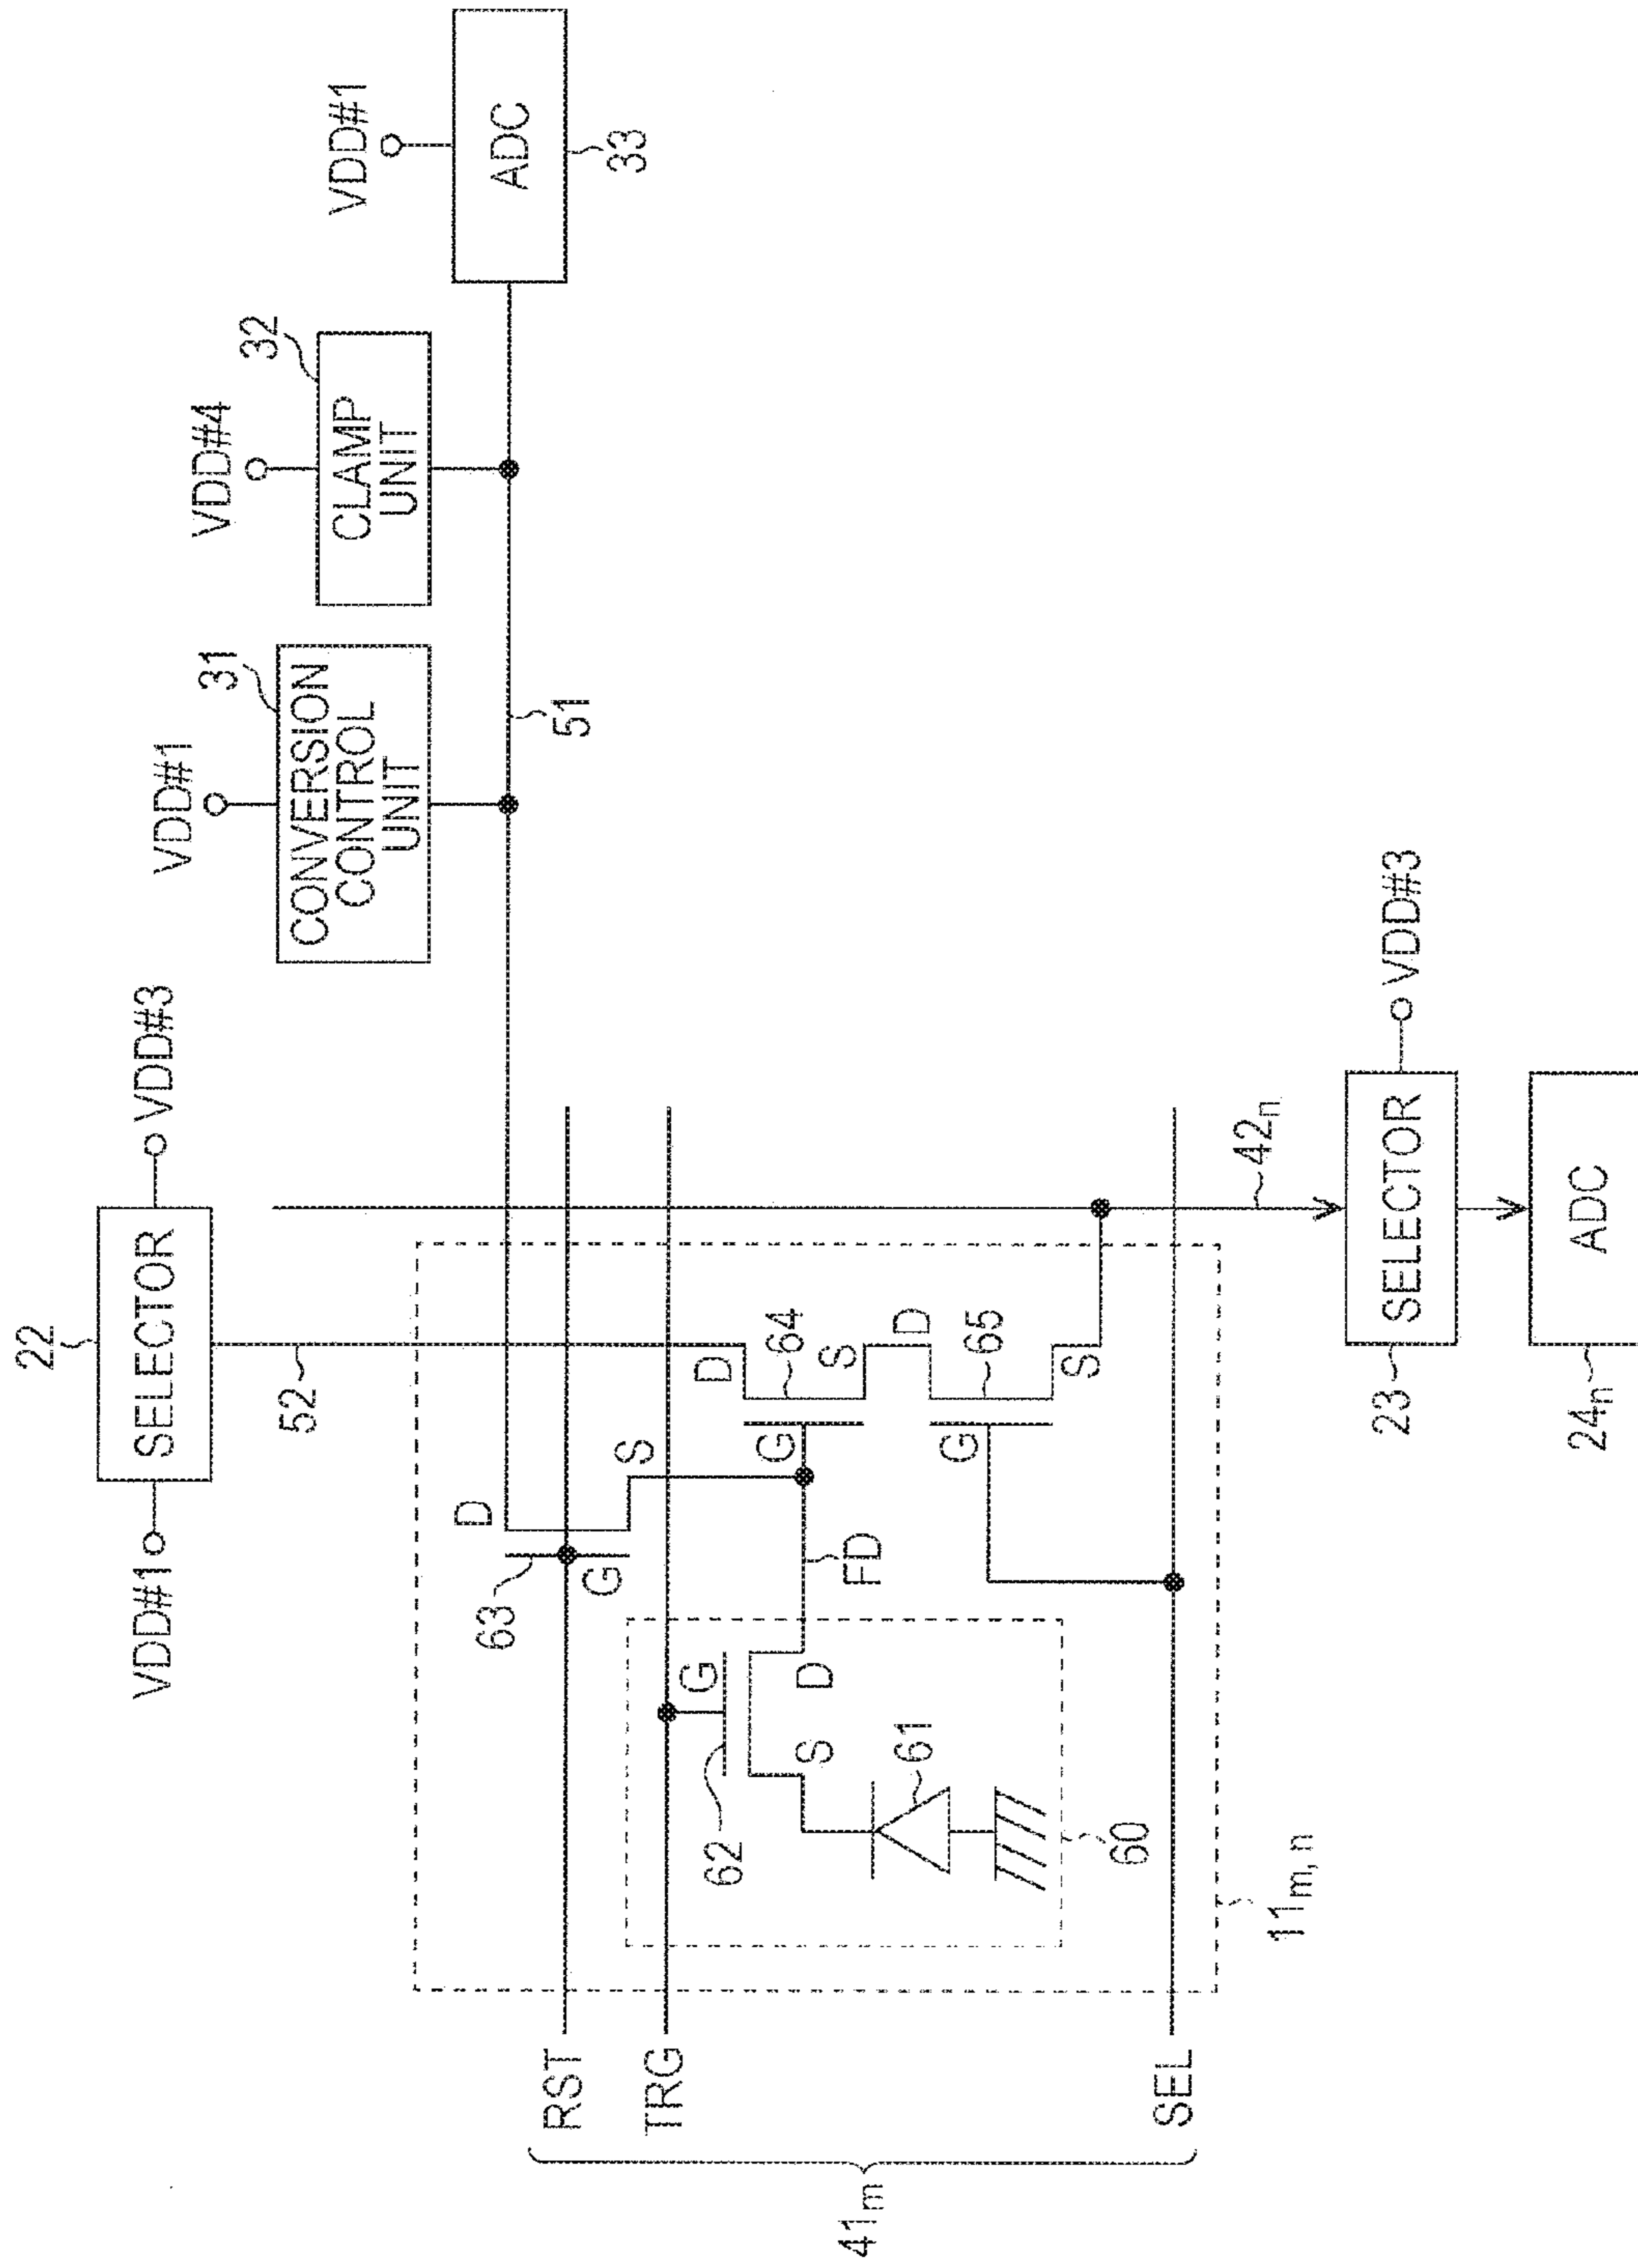 22
VDD#1
SELECTOR
VDD#3
52
VDD#1
31
CONVERSION
CONTROL
UNIT
VDD#4
32
CLAMP
UNIT
VDD#1
ADC
33
51
63
D
G
S
RST
TRG
SEL
41m
62
G
S
D
61
60
FD
D
G
S
64
D
G
S
65
11m,n
42n
23
SELECTOR
VDD#3
24n
ADC